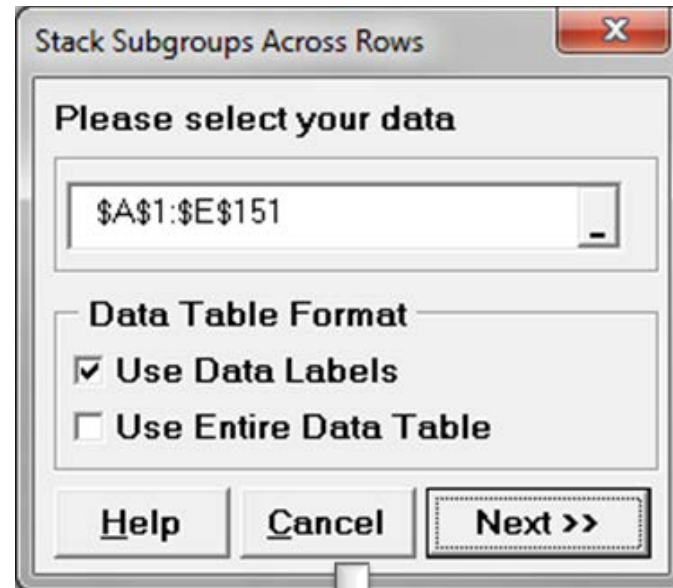 Stack Subgroups Across Rows
Please select your data
$A$1:$E$151
Data Table Format
Use Data Labels
Use Entire Data Table
Help Cancel Next >>